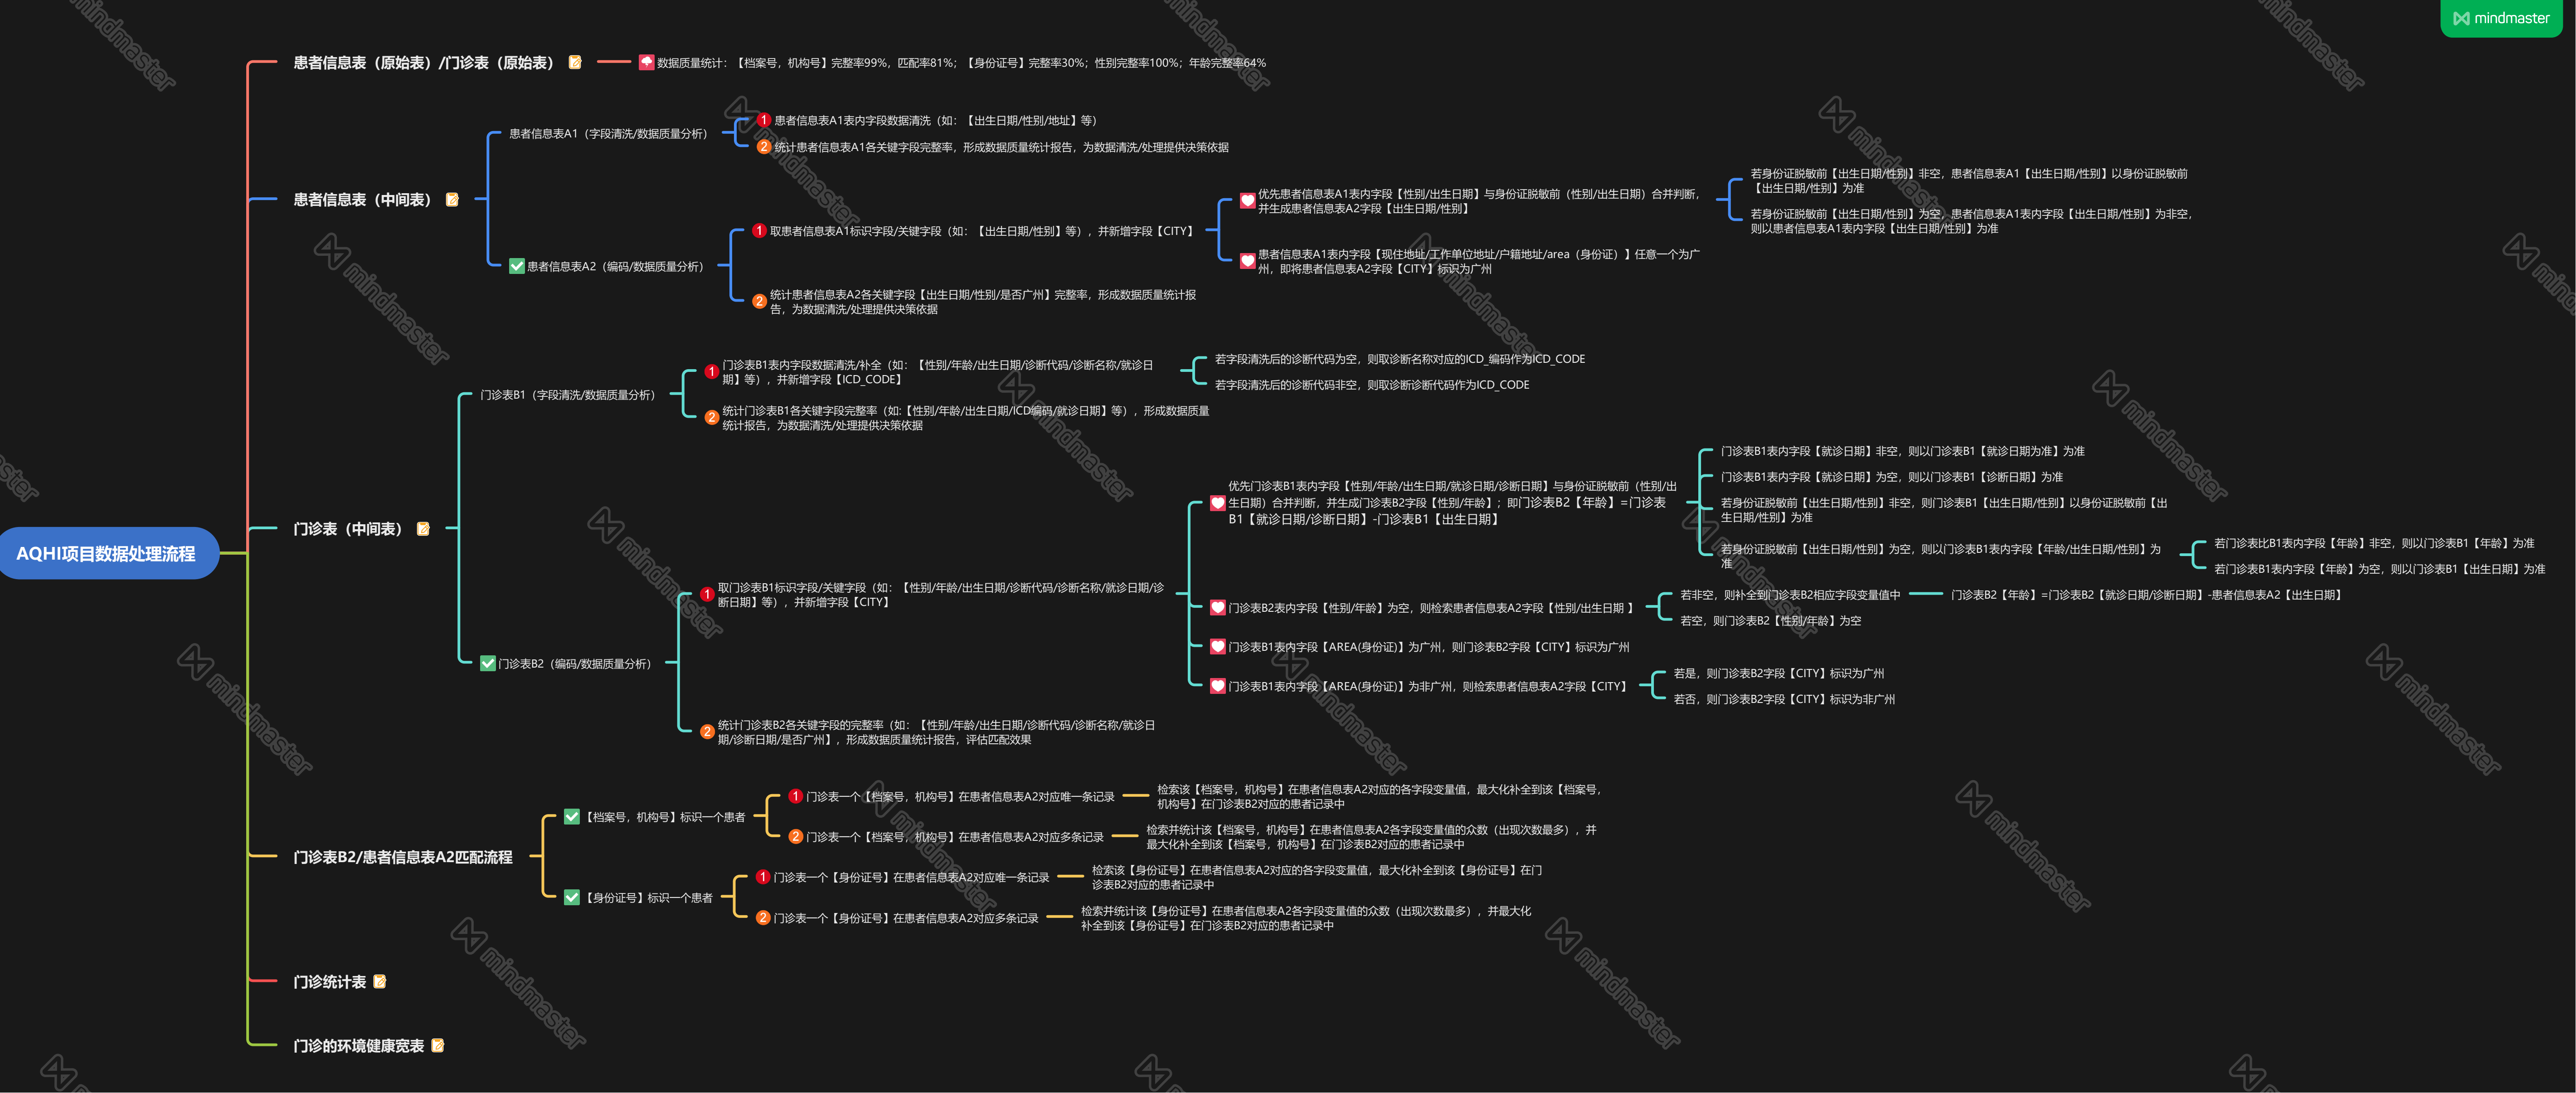 mindmaster
AQHI项目数据处理流程
患者信息表（原始表）/门诊表（原始表）
数据质量统计：【档案号，机构号】完整率99%，匹配率81%；【身份证号】完整率30%；性别完整率100%；年龄完整率64%
患者信息表（中间表）
患者信息表A1（字段清洗/数据质量分析）
1 患者信息表A1表内字段数据清洗（如：【出生日期/性别/地址】等）
2 统计患者信息表A1各关键字段完整率，形成数据质量统计报告，为数据清洗/处理提供决策依据
患者信息表A2（编码/数据质量分析）
1 取患者信息表A1标识字段/关键字段（如：【出生日期/性别】等），并新增字段【CITY】
优先患者信息表A1表内字段【性别/出生日期】与身份证脱敏前（性别/出生日期）合并判断，
并生成患者信息表A2字段【出生日期/性别】
若身份证脱敏前【出生日期/性别】非空，患者信息表A1【出生日期/性别】以身份证脱敏前
【出生日期/性别】为准
若身份证脱敏前【出生日期/性别】为空，患者信息表A1表内字段【出生日期/性别】为非空，
则以患者信息表A1表内字段【出生日期/性别】为准
患者信息表A1表内字段【现住地址/工作单位地址/户籍地址/area（身份证）】任意一个为广
州，即将患者信息表A2字段【CITY】标识为广州
2 统计患者信息表A2各关键字段【出生日期/性别/是否广州】完整率，形成数据质量统计报
告，为数据清洗/处理提供决策依据
门诊表（中间表）
门诊表B1（字段清洗/数据质量分析）
1 门诊表B1表内字段数据清洗/补全（如：【性别/年龄/出生日期/诊断代码/诊断名称/就诊日
期】等），并新增字段【ICD_CODE】
若字段清洗后的诊断代码为空，则取诊断名称对应的ICD_编码作为ICD_CODE
若字段清洗后的诊断代码非空，则取诊断诊断代码作为ICD_CODE
2 统计门诊表B1各关键字段完整率（如:【性别/年龄/出生日期/ICD编码/就诊日期】等），形成数据质量
统计报告，为数据清洗/处理提供决策依据
门诊表B2（编码/数据质量分析）
1 取门诊表B1标识字段/关键字段（如：【性别/年龄/出生日期/诊断代码/诊断名称/就诊日期/诊
断日期】等），并新增字段【CITY】
优先门诊表B1表内字段【性别/年龄/出生日期/就诊日期/诊断日期】与身份证脱敏前（性别/出
生日期）合并判断，并生成门诊表B2字段【性别/年龄】；即门诊表B2【年龄】=门诊表
B1【就诊日期/诊断日期】-门诊表B1【出生日期】
门诊表B1表内字段【就诊日期】非空，则以门诊表B1【就诊日期为准】为准
门诊表B1表内字段【就诊日期】为空，则以门诊表B1【诊断日期】为准
若身份证脱敏前【出生日期/性别】非空，则门诊表B1【出生日期/性别】以身份证脱敏前【出
生日期/性别】为准
若身份证脱敏前【出生日期/性别】为空，则以门诊表B1表内字段【年龄/出生日期/性别】为
准
若门诊表比B1表内字段【年龄】非空，则以门诊表B1【年龄】为准
若门诊表B1表内字段【年龄】为空，则以门诊表B1【出生日期】为准
门诊表B2表内字段【性别/年龄】为空，则检索患者信息表A2字段【性别/出生日期 】
若非空，则补全到门诊表B2相应字段变量值中
门诊表B2【年龄】=门诊表B2【就诊日期/诊断日期】-患者信息表A2【出生日期】
若空，则门诊表B2【性别/年龄】为空
门诊表B1表内字段【AREA(身份证)】为广州，则门诊表B2字段【CITY】标识为广州
门诊表B1表内字段【AREA(身份证)】为非广州，则检索患者信息表A2字段【CITY】
若是，则门诊表B2字段【CITY】标识为广州
若否，则门诊表B2字段【CITY】标识为非广州
2 统计门诊表B2各关键字段的完整率（如：【性别/年龄/出生日期/诊断代码/诊断名称/就诊日
期/诊断日期/是否广州】，形成数据质量统计报告，评估匹配效果
门诊表B2/患者信息表A2匹配流程
【档案号，机构号】标识一个患者
1 门诊表一个【档案号，机构号】在患者信息表A2对应唯一条记录
检索该【档案号，机构号】在患者信息表A2对应的各字段变量值，最大化补全到该【档案号，
机构号】在门诊表B2对应的患者记录中
2 门诊表一个【档案号，机构号】在患者信息表A2对应多条记录
检索并统计该【档案号，机构号】在患者信息表A2各字段变量值的众数（出现次数最多），并
最大化补全到该【档案号，机构号】在门诊表B2对应的患者记录中
【身份证号】标识一个患者
1 门诊表一个【身份证号】在患者信息表A2对应唯一条记录
检索该【身份证号】在患者信息表A2对应的各字段变量值，最大化补全到该【身份证号】在门
诊表B2对应的患者记录中
2 门诊表一个【身份证号】在患者信息表A2对应多条记录
检索并统计该【身份证号】在患者信息表A2各字段变量值的众数（出现次数最多），并最大化
补全到该【身份证号】在门诊表B2对应的患者记录中
门诊统计表
门诊的环境健康宽表